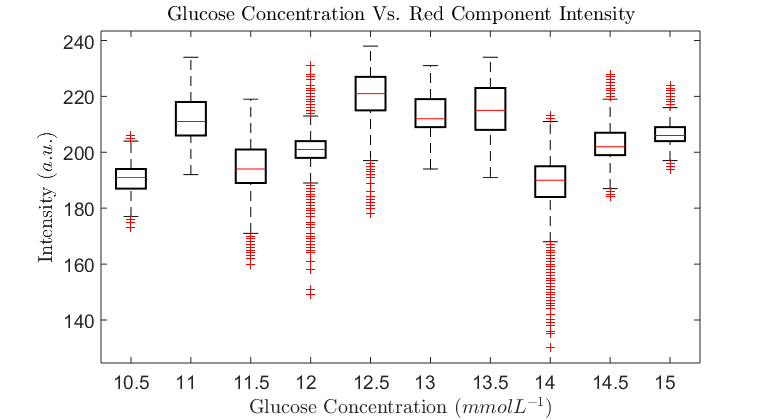 Glucose Concentration Vs. Red Component Intensity
Intensity (a.u.)
240
220
200
180
160
140
10.5 11 11.5 12 12.5 13 13.5 14 14.5 15
Glucose Concentration (mmolL⁻¹)